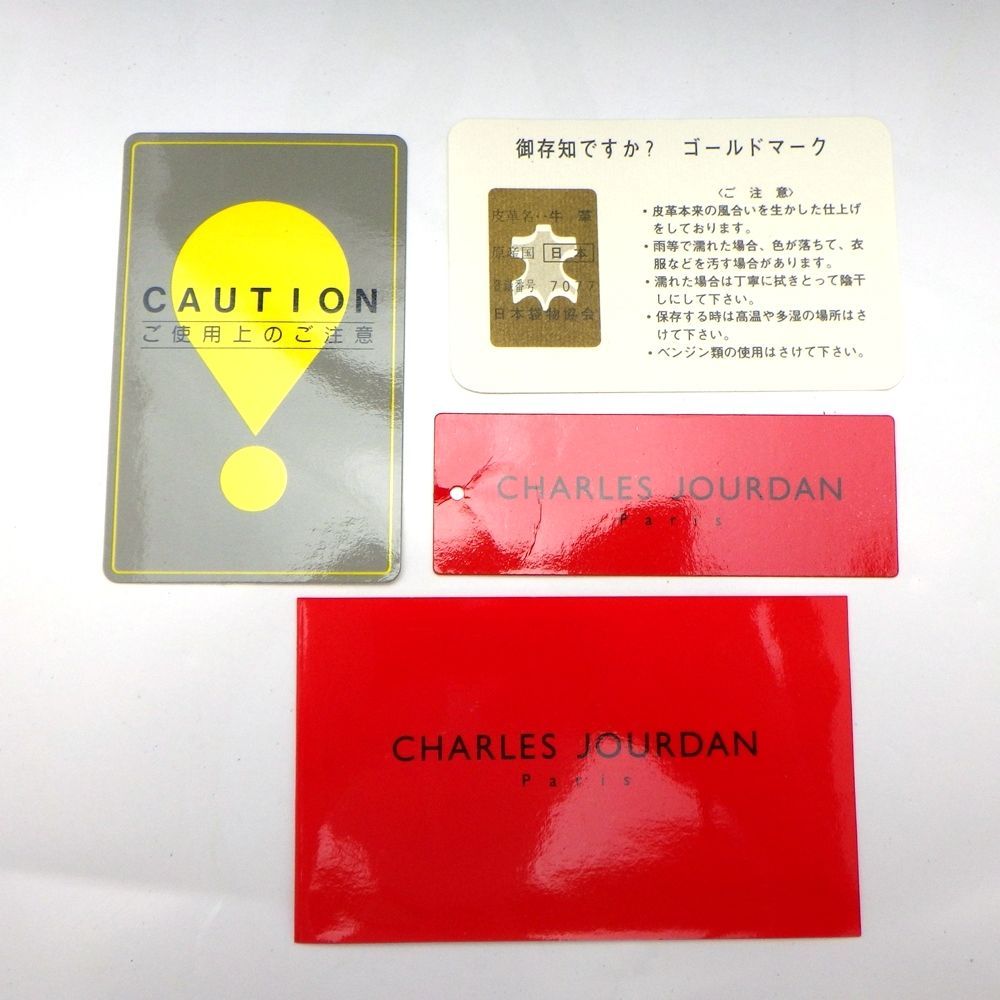 CAUTION
ご使用上のご注意
御存知ですか? ゴールドマーク
皮革名‥牛 革
原産国 日本
登録番号 7077
日本袋物協会
〈ご 注 意〉
・皮革本来の風合いを生かした仕上げ
をしております。
・雨等で濡れた場合、色が落ちて、衣
服などを汚す場合があります。
・濡れた場合は丁寧に拭きとって陰干
しにして下さい。
・保存する時は高温や多湿の場所はさ
けて下さい。
・ベンジン類の使用はさけて下さい。
CHARLES JOURDAN
Paris
CHARLES JOURDAN
Paris